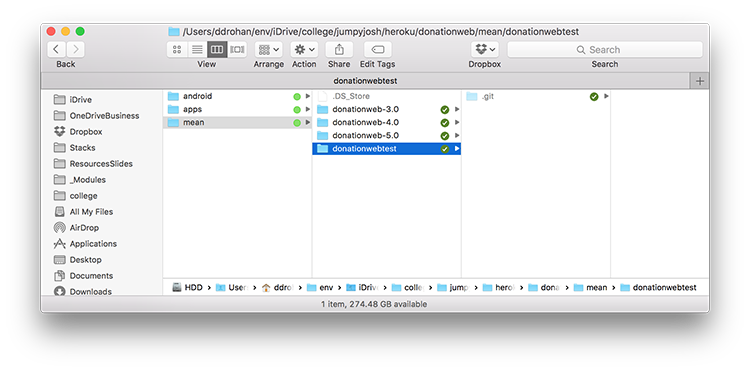 /Users/ddrohan/env/iDrive/college/jumpyjosh/heroku/donationweb/mean/donationwebtest
Back
View
Arrange
Action
Share
Edit Tags
Dropbox
Search
Search
donationwebtest
iDrive
OneDriveBusiness
Dropbox
Stacks
ResourcesSlides
_Modules
college
All My Files
AirDrop
Applications
Desktop
Documents
Downloads
android
apps
mean
.DS_Store
donationweb-3.0
donationweb-4.0
donationweb-5.0
donationwebtest
.git
HDD › User › ddro › env › iDriv › colle › jump › hero › dona › mean › donationwebtest
1 item, 274.48 GB available